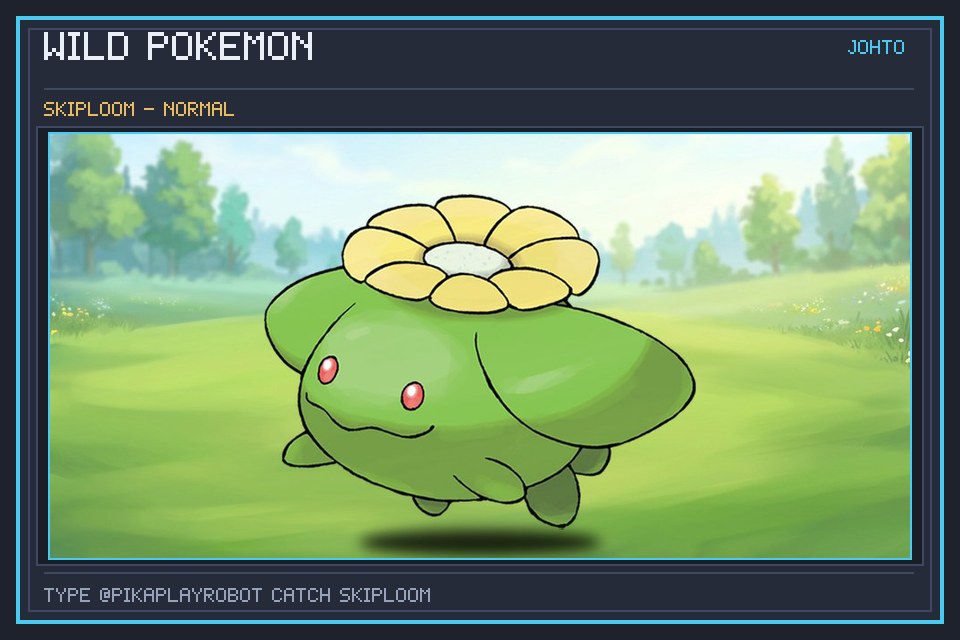 WILD POKEMON
JOHTO
SKIPLOOM - NORMAL
TYPE @PIKAPLAYROBOT CATCH SKIPLOOM